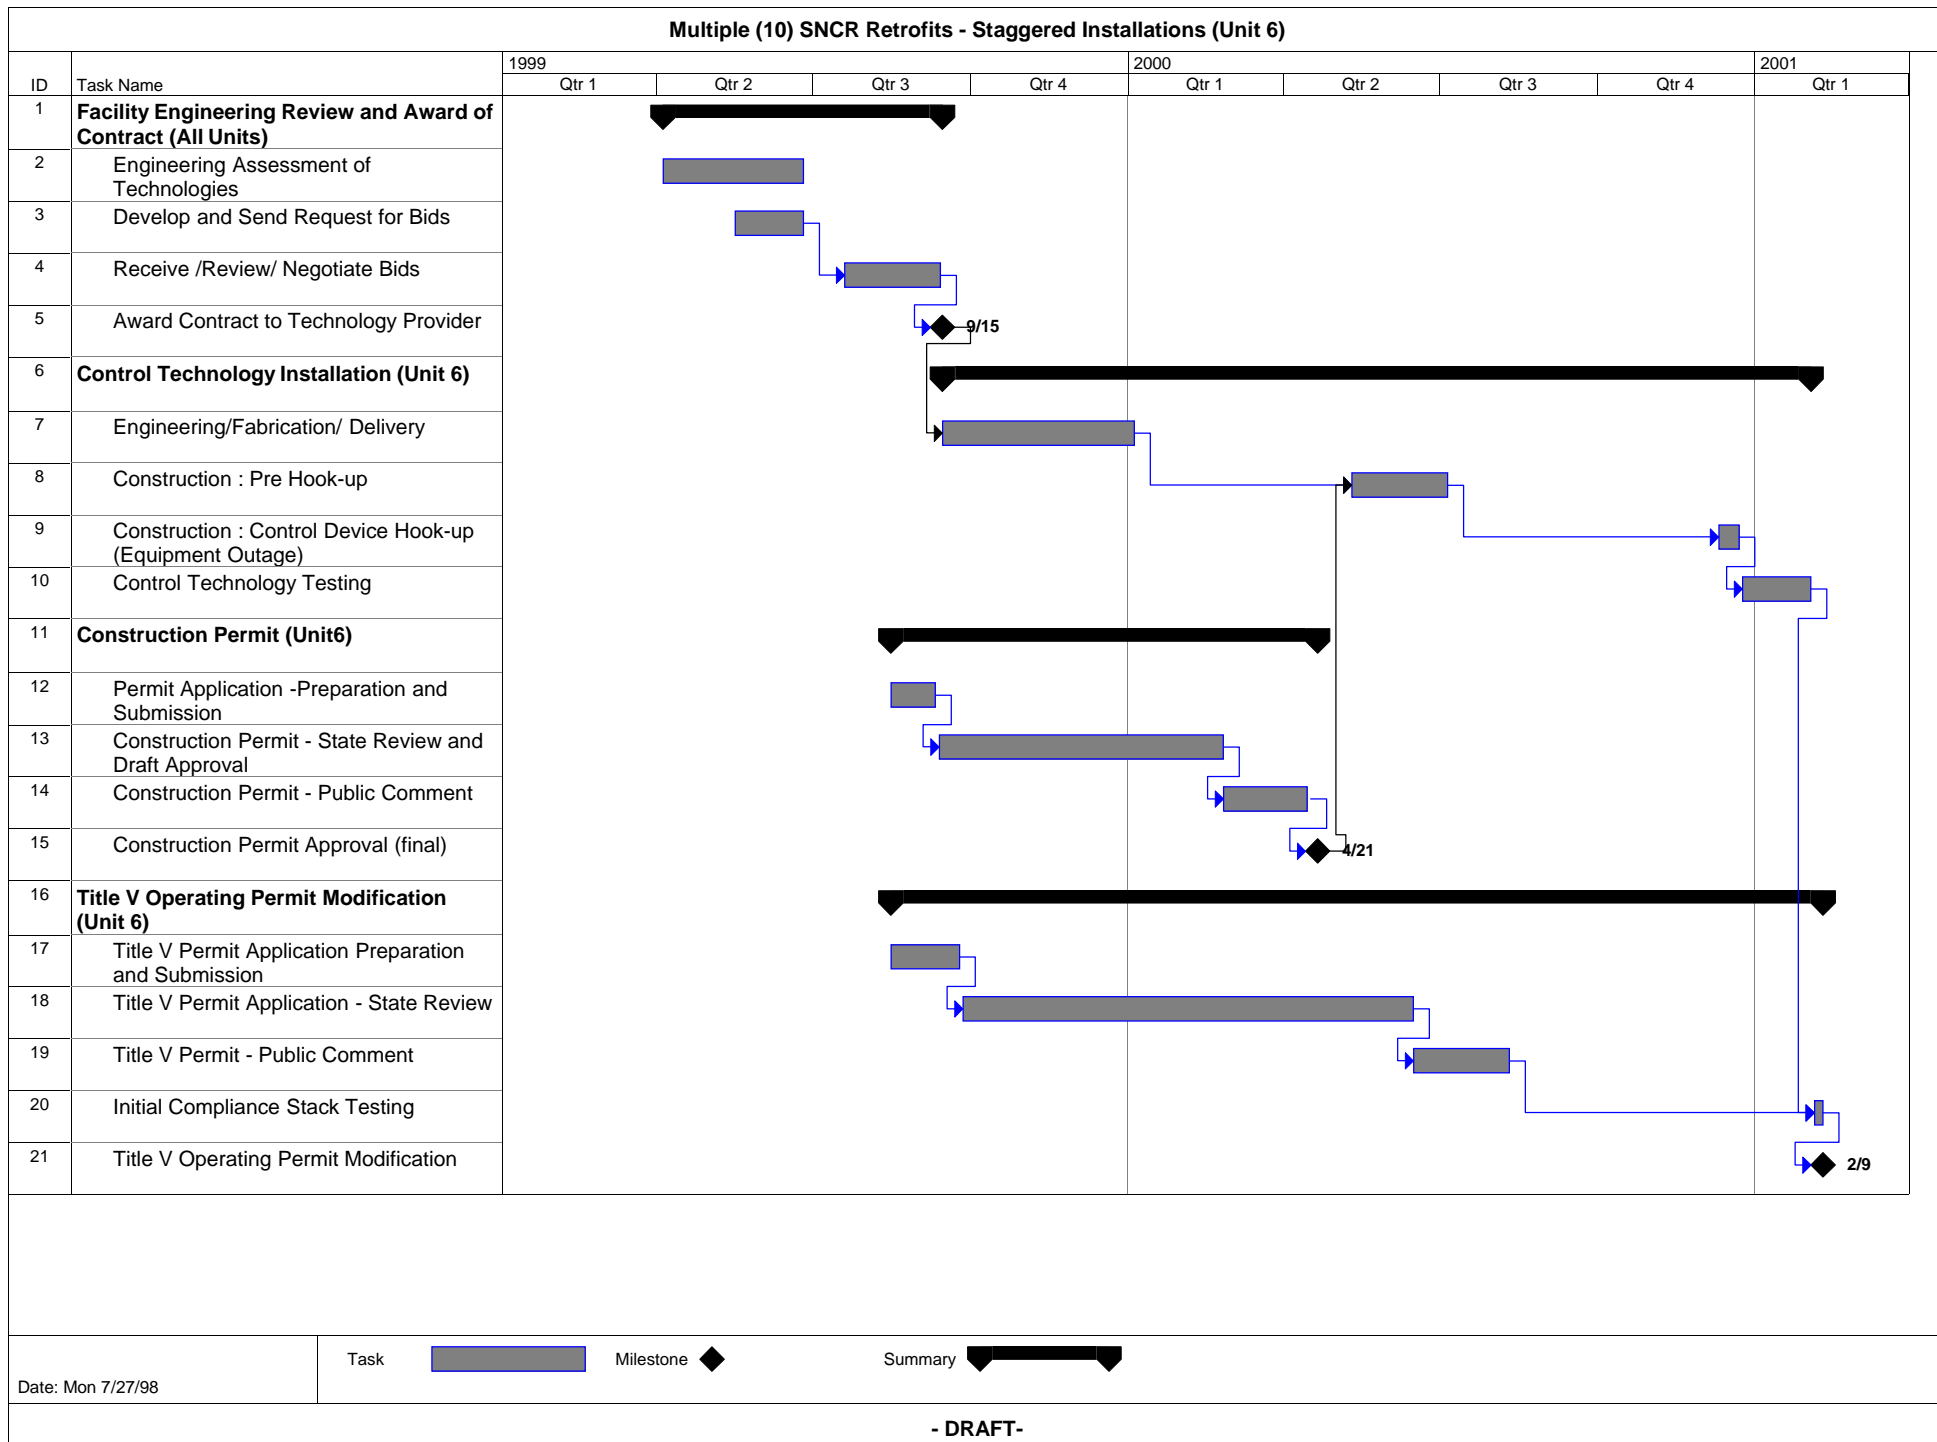 Multiple (10) SNCR Retrofits - Staggered Installations (Unit 6)
1999 2000 2001
ID Task Name Qtr 1 Qtr 2 Qtr 3 Qtr 4 Qtr 1 Qtr 2 Qtr 3 Qtr 4 Qtr 1
1 Facility Engineering Review and Award of
Contract (All Units)
2 Engineering Assessment of
Technologies
3 Develop and Send Request for Bids
4 Receive /Review/ Negotiate Bids
5 Award Contract to Technology Provider 9/15
6 Control Technology Installation (Unit 6)
7 Engineering/Fabrication/ Delivery
8 Construction : Pre Hook-up
9 Construction : Control Device Hook-up
(Equipment Outage)
10 Control Technology Testing
11 Construction Permit (Unit6)
12 Permit Application -Preparation and
Submission
13 Construction Permit - State Review and
Draft Approval
14 Construction Permit - Public Comment
15 Construction Permit Approval (final) 4/21
16 Title V Operating Permit Modification
(Unit 6)
17 Title V Permit Application Preparation
and Submission
18 Title V Permit Application - State Review
19 Title V Permit - Public Comment
20 Initial Compliance Stack Testing
21 Title V Operating Permit Modification 2/9
Task Milestone Summary
Date: Mon 7/27/98
- DRAFT-